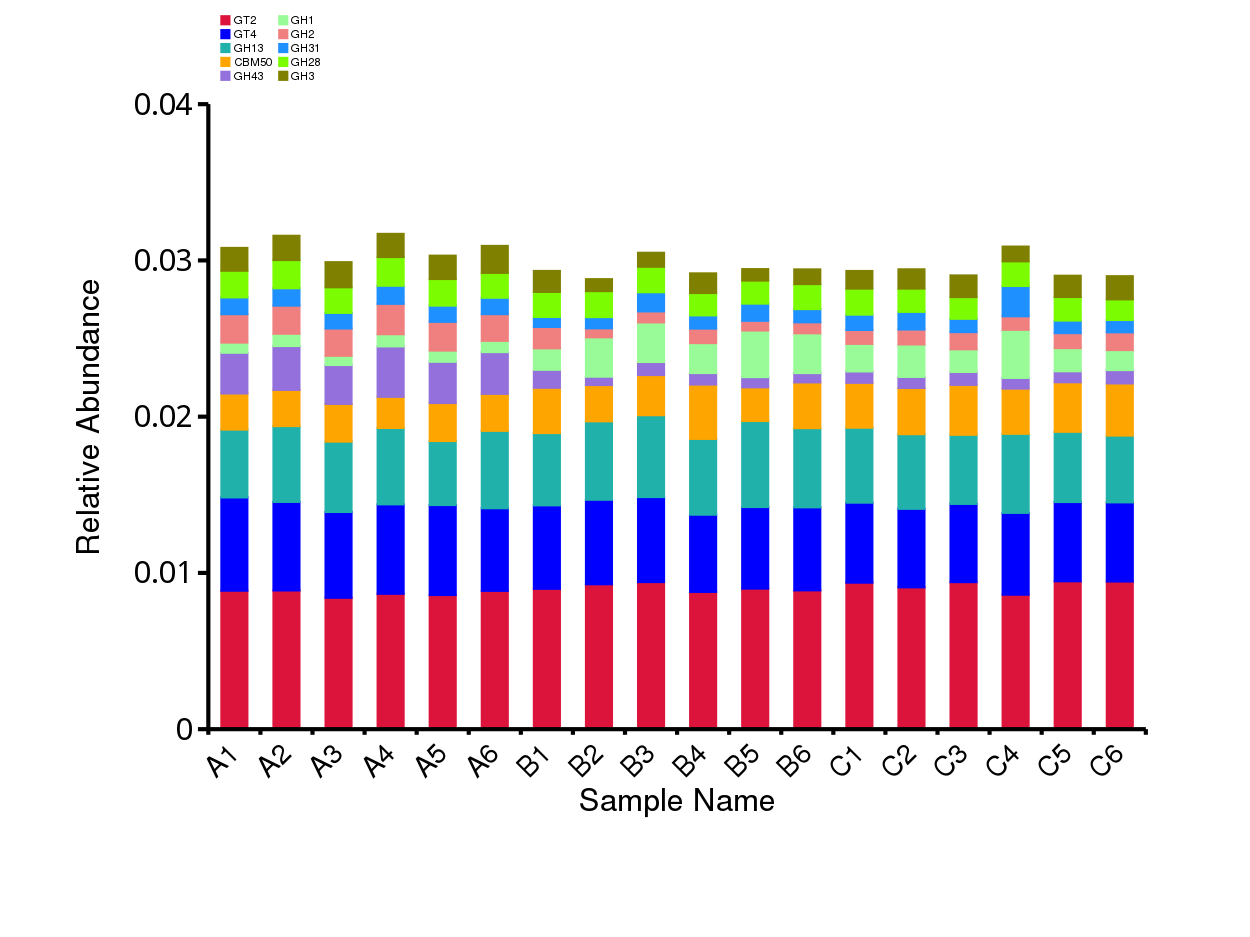 GT2 GH1
GT4 GH2
GH13 GH31
CBM50 GH28
GH43 GH3
0.04
0.03
0.02
0.01
0
Relative Abundance
A1 A2 A3 A4 A5 A6 B1 B2 B3 B4 B5 B6 C1 C2 C3 C4 C5 C6
Sample Name